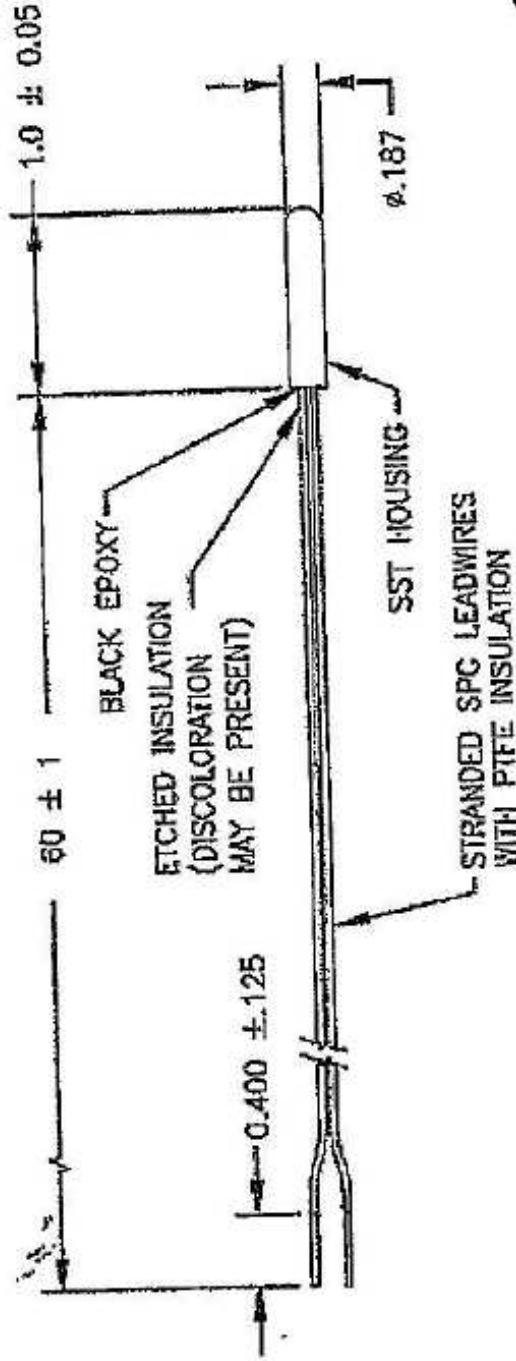 60 ± 1
1.0 ± 0.05
BLACK EPOXY
ETCHED INSULATION
(DISCOLORATION
MAY BE PRESENT)
0.400 ±.125
ø.187
SST HOUSING
STRANDED SPC LEADWIRES
WITH PTFE INSULATION